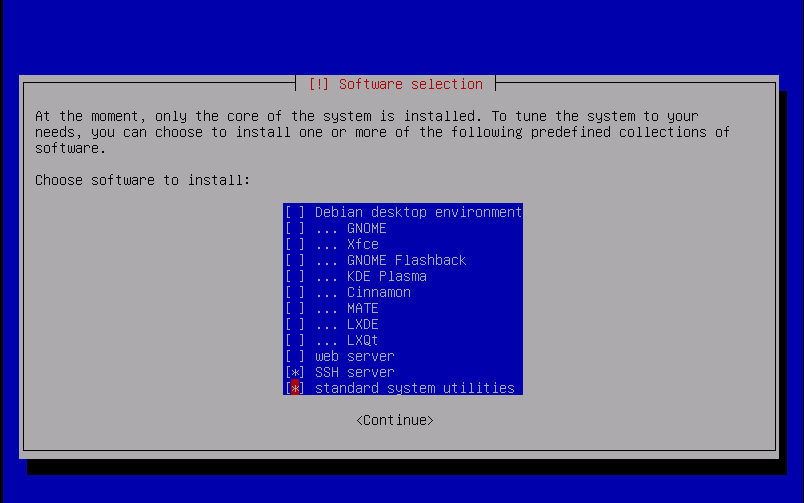 [!] Software selection
At the moment, only the core of the system is installed. To tune the system to your
needs, you can choose to install one or more of the following predefined collections of
software.
Choose software to install:
[ ] Debian desktop environment
[ ] ... GNOME
[ ] ... Xfce
[ ] ... GNOME Flashback
[ ] ... KDE Plasma
[ ] ... Cinnamon
[ ] ... MATE
[ ] ... LXDE
[ ] ... LXQt
[ ] web server
[*] SSH server
[*] standard system utilities
<Continue>